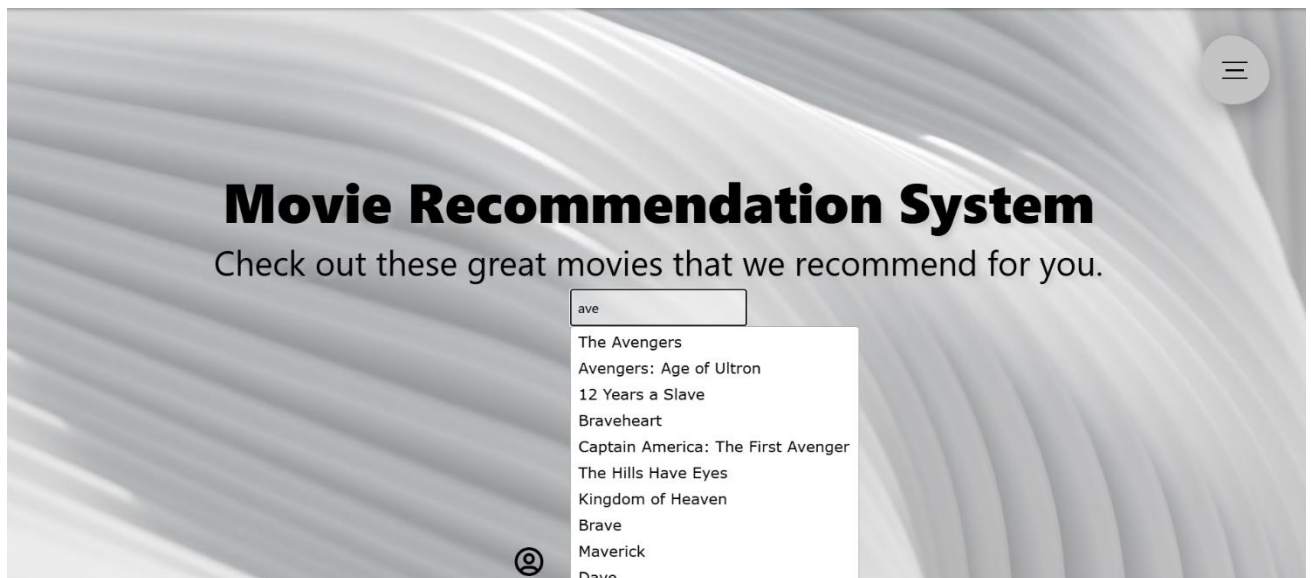 Movie Recommendation System
Check out these great movies that we recommend for you.
ave
The Avengers
Avengers: Age of Ultron
12 Years a Slave
Braveheart
Captain America: The First Avenger
The Hills Have Eyes
Kingdom of Heaven
Brave
Maverick
Dave